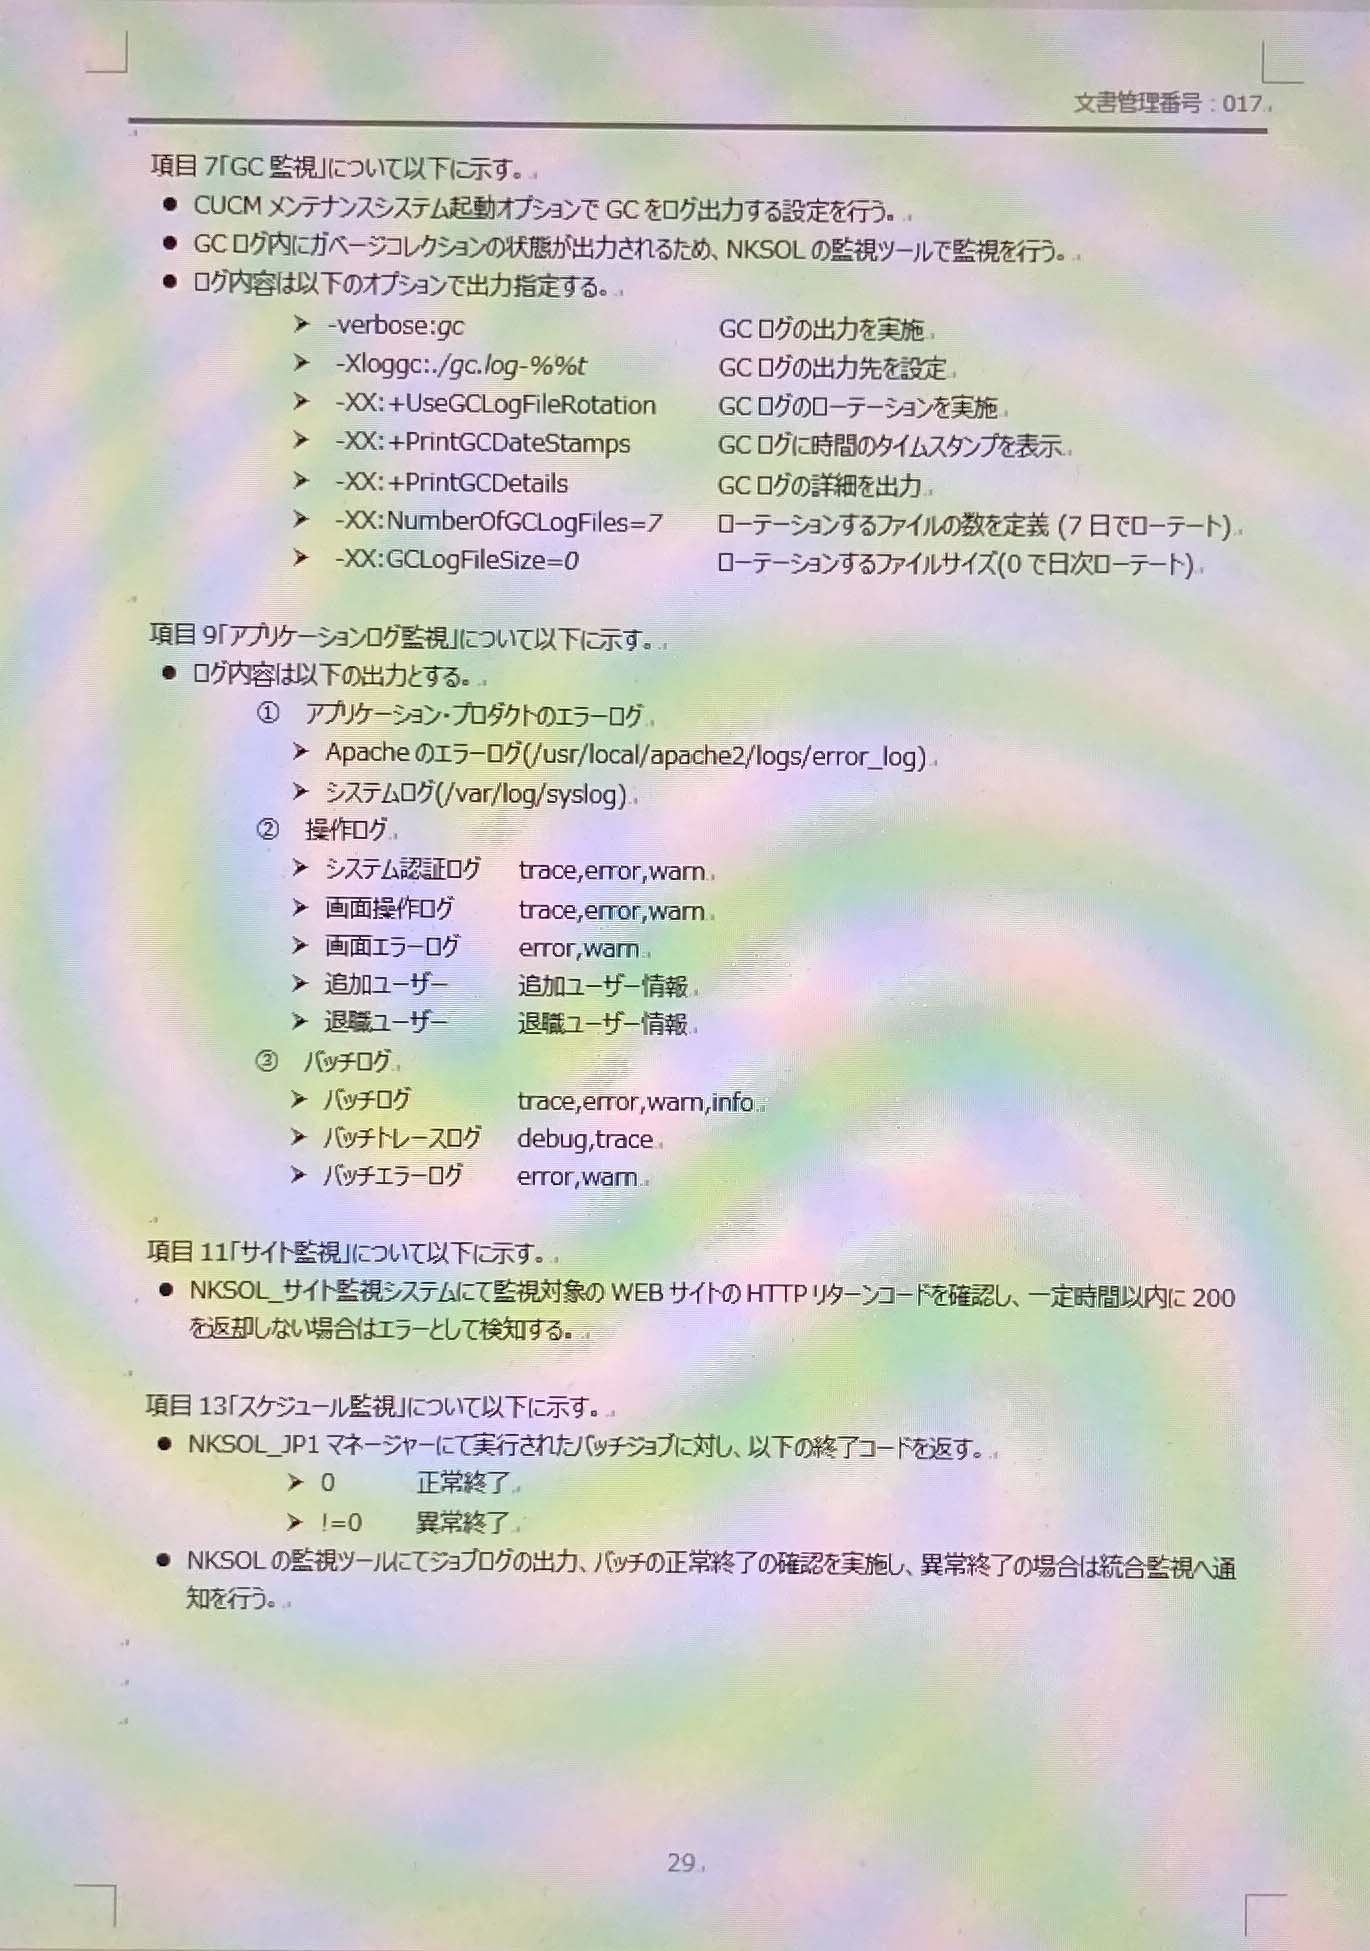 文書管理番号：017
項目 7「GC 監視」について以下に示す。
● CUCM メンテナンスシステム起動オプションで GC をログ出力する設定を行う。
● GC ログ内にガベージコレクションの状態が出力されるため、NKSOL の監視ツールで監視を行う。
● ログ内容は以下のオプションで出力指定する。
➤ -verbose:gc GC ログの出力を実施
➤ -Xloggc:./gc.log-%%t GC ログの出力先を設定
➤ -XX:+UseGCLogFileRotation GC ログのローテーションを実施
➤ -XX:+PrintGCDateStamps GC ログに時間のタイムスタンプを表示
➤ -XX:+PrintGCDetails GC ログの詳細を出力
➤ -XX:NumberOfGCLogFiles=7 ローテーションするファイルの数を定義 (7 日でローテート)
➤ -XX:GCLogFileSize=0 ローテーションするファイルサイズ(0 で日次ローテート)
項目 9「アプリケーションログ監視」について以下に示す。
● ログ内容は以下の出力とする。
① アプリケーション・プロダクトのエラーログ
➤ Apache のエラーログ(/usr/local/apache2/logs/error_log)
➤ システムログ(/var/log/syslog)
② 操作ログ
➤ システム認証ログ trace,error,warn
➤ 画面操作ログ trace,error,warn
➤ 画面エラーログ error,warn
➤ 追加ユーザー 追加ユーザー情報
➤ 退職ユーザー 退職ユーザー情報
③ バッチログ
➤ バッチログ trace,error,warn,info
➤ バッチトレースログ debug,trace
➤ バッチエラーログ error,warn
項目 11「サイト監視」について以下に示す。
● NKSOL_サイト監視システムにて監視対象の WEB サイトの HTTP リターンコードを確認し、一定時間以内に 200
を返却しない場合はエラーとして検知する。
項目 13「スケジュール監視」について以下に示す。
● NKSOL_JP1 マネージャーにて実行されたバッチジョブに対し、以下の終了コードを返す。
➤ 0 正常終了
➤ !=0 異常終了
● NKSOL の監視ツールにてジョブログの出力、バッチの正常終了の確認を実施し、異常終了の場合は統合監視へ通
知を行う。
29